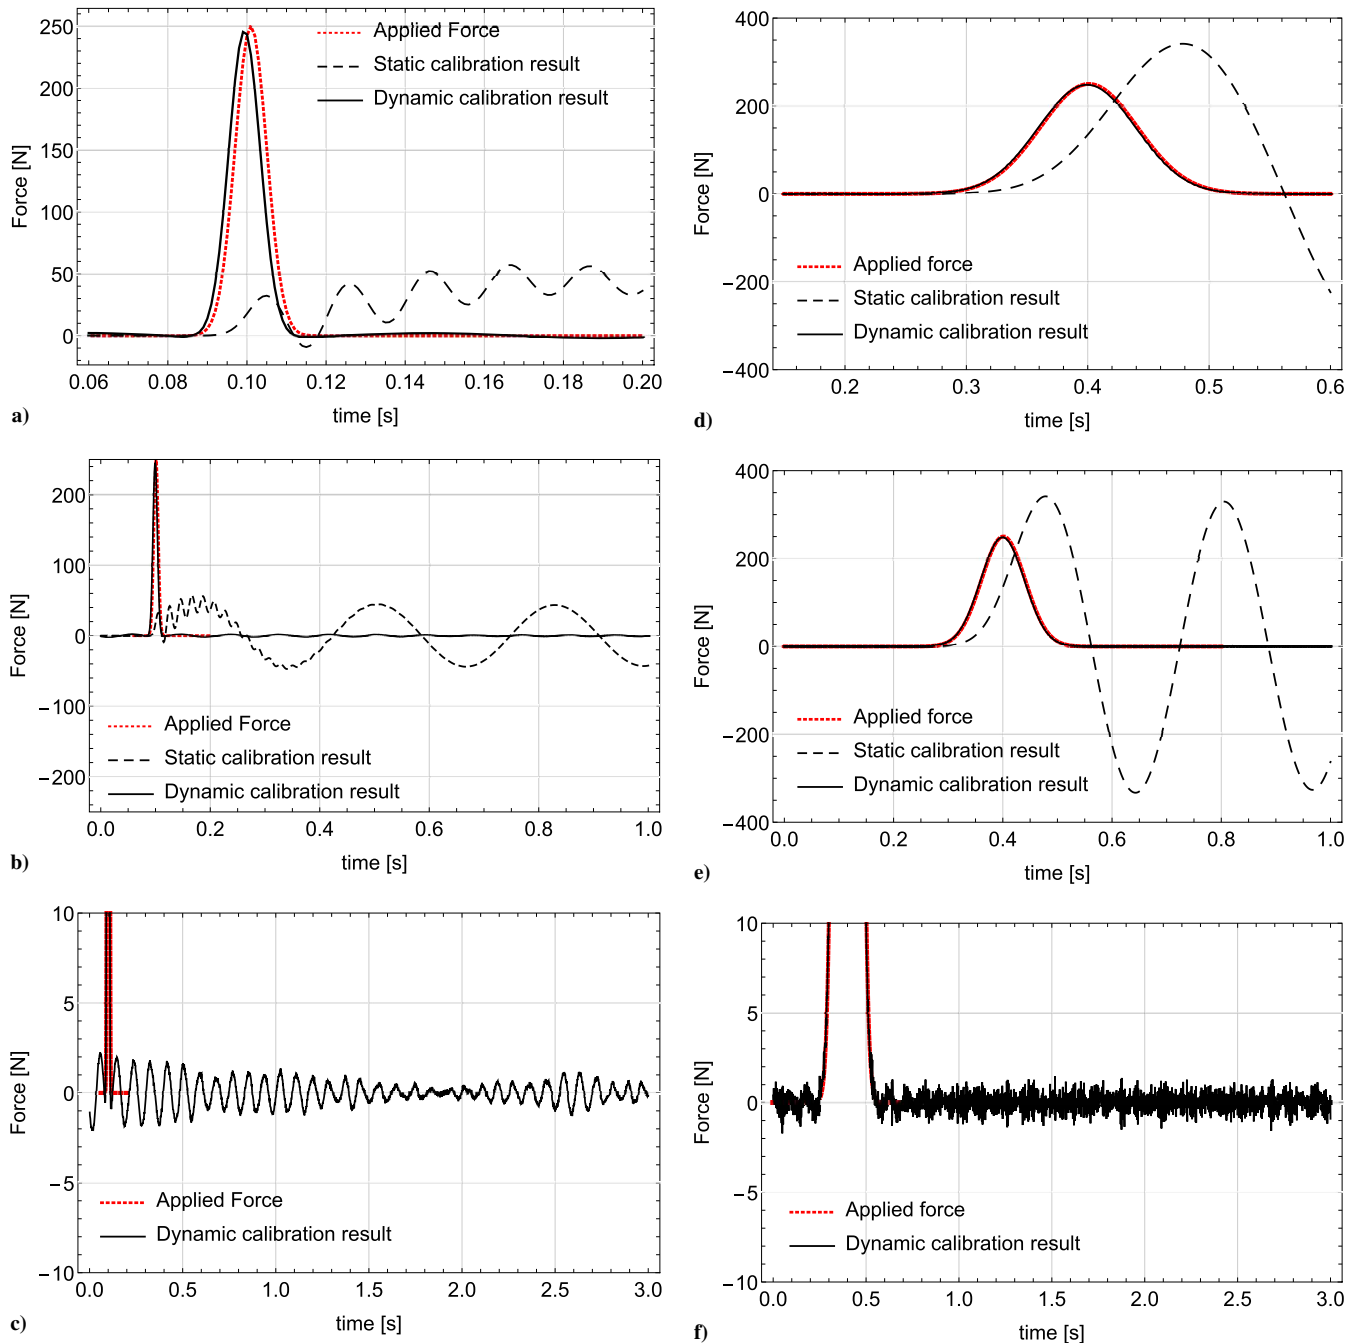 250
200
150
100
50
0
Force [N]
Applied Force
Static calibration result
Dynamic calibration result
0.06
0.08
0.10
0.12
0.14
0.16
0.18
0.20
time [s]
a)
400
200
0
−200
−400
Force [N]
Applied force
Static calibration result
Dynamic calibration result
0.2
0.3
0.4
0.5
0.6
time [s]
d)
200
100
0
−100
−200
Force [N]
Applied Force
Static calibration result
Dynamic calibration result
0.0
0.2
0.4
0.6
0.8
1.0
time [s]
b)
400
200
0
−200
−400
Force [N]
Applied force
Static calibration result
Dynamic calibration result
0.0
0.2
0.4
0.6
0.8
1.0
time [s]
e)
10
5
0
−5
−10
Force [N]
Applied Force
Dynamic calibration result
0.0
0.5
1.0
1.5
2.0
2.5
3.0
time [s]
c)
10
5
0
−5
−10
Force [N]
Applied force
Dynamic calibration result
0.0
0.5
1.0
1.5
2.0
2.5
3.0
time [s]
f)